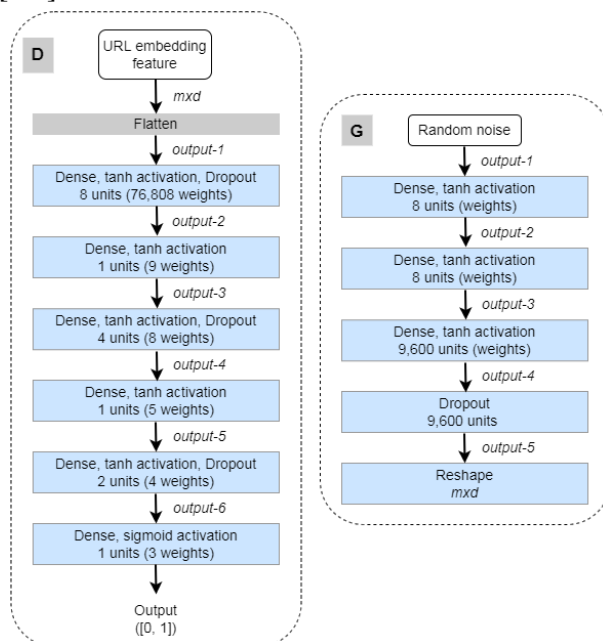 D
URL embedding
feature
mxd
Flatten
output-1
Dense, tanh activation, Dropout
8 units (76,808 weights)
output-2
Dense, tanh activation
1 units (9 weights)
output-3
Dense, tanh activation, Dropout
4 units (8 weights)
output-4
Dense, tanh activation
1 units (5 weights)
output-5
Dense, tanh activation, Dropout
2 units (4 weights)
output-6
Dense, sigmoid activation
1 units (3 weights)
Output
([0, 1])
G
Random noise
output-1
Dense, tanh activation
8 units (weights)
output-2
Dense, tanh activation
8 units (weights)
output-3
Dense, tanh activation
9,600 units (weights)
output-4
Dropout
9,600 units
output-5
Reshape
mxd